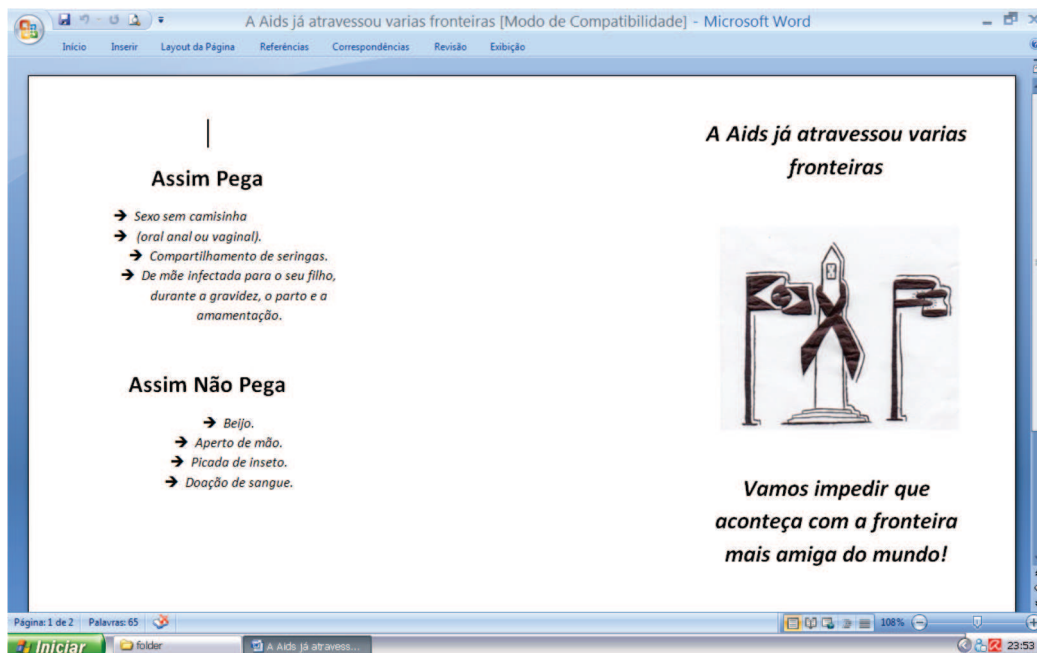 A Aids já atravessou varias fronteiras [Modo de Compatibilidade] - Microsoft Word
Início Inserir Layout da Página Referências Correspondências Revisão Exibição
Assim Pega
➔ Sexo sem camisinha
➔ (oral anal ou vaginal).
➔ Compartilhamento de seringas.
➔ De mãe infectada para o seu filho,
durante a gravidez, o parto e a
amamentação.
Assim Não Pega
➔ Beijo.
➔ Aperto de mão.
➔ Picada de inseto.
➔ Doação de sangue.
A Aids já atravessou varias
fronteiras
Vamos impedir que
aconteça com a fronteira
mais amiga do mundo!
Página: 1 de 2 Palavras: 65 108%
Iniciar folder A Aids já atravess... 23:53